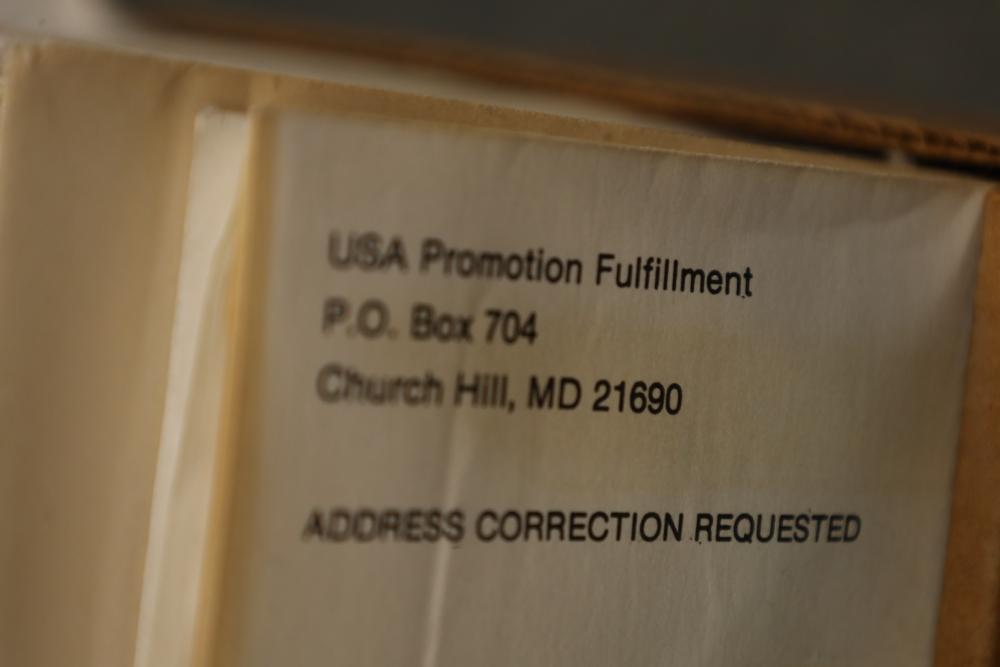 USA Promotion Fulfillment
P.O. Box 704
Church Hill, MD 21690
ADDRESS CORRECTION REQUESTED